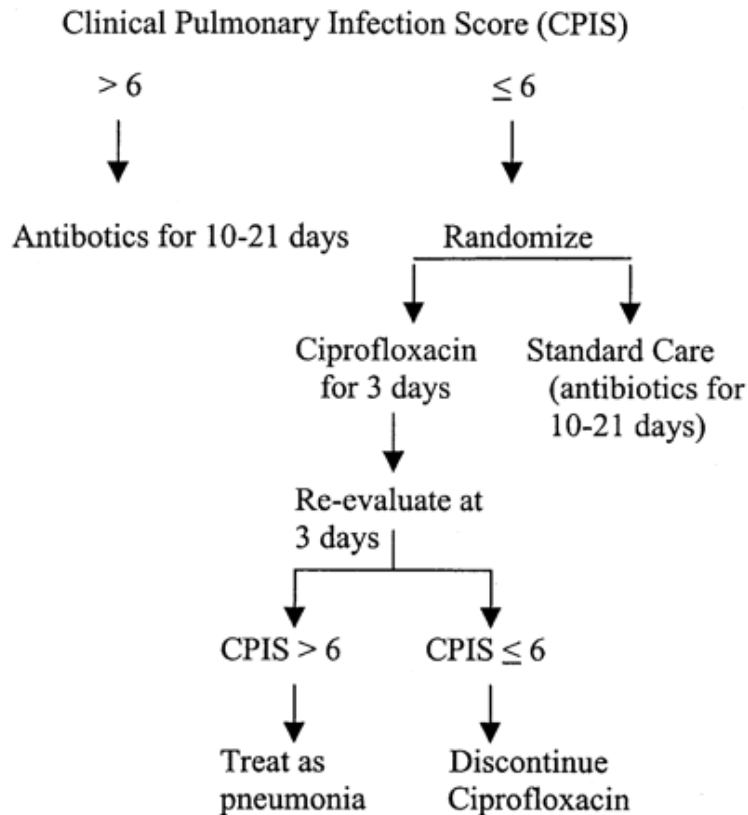 Clinical Pulmonary Infection Score (CPIS)
> 6
≤ 6
Antibotics for 10-21 days
Randomize
Ciprofloxacin
for 3 days
Standard Care
(antibiotics for
10-21 days)
Re-evaluate at
3 days
CPIS > 6
CPIS ≤ 6
Treat as
pneumonia
Discontinue
Ciprofloxacin